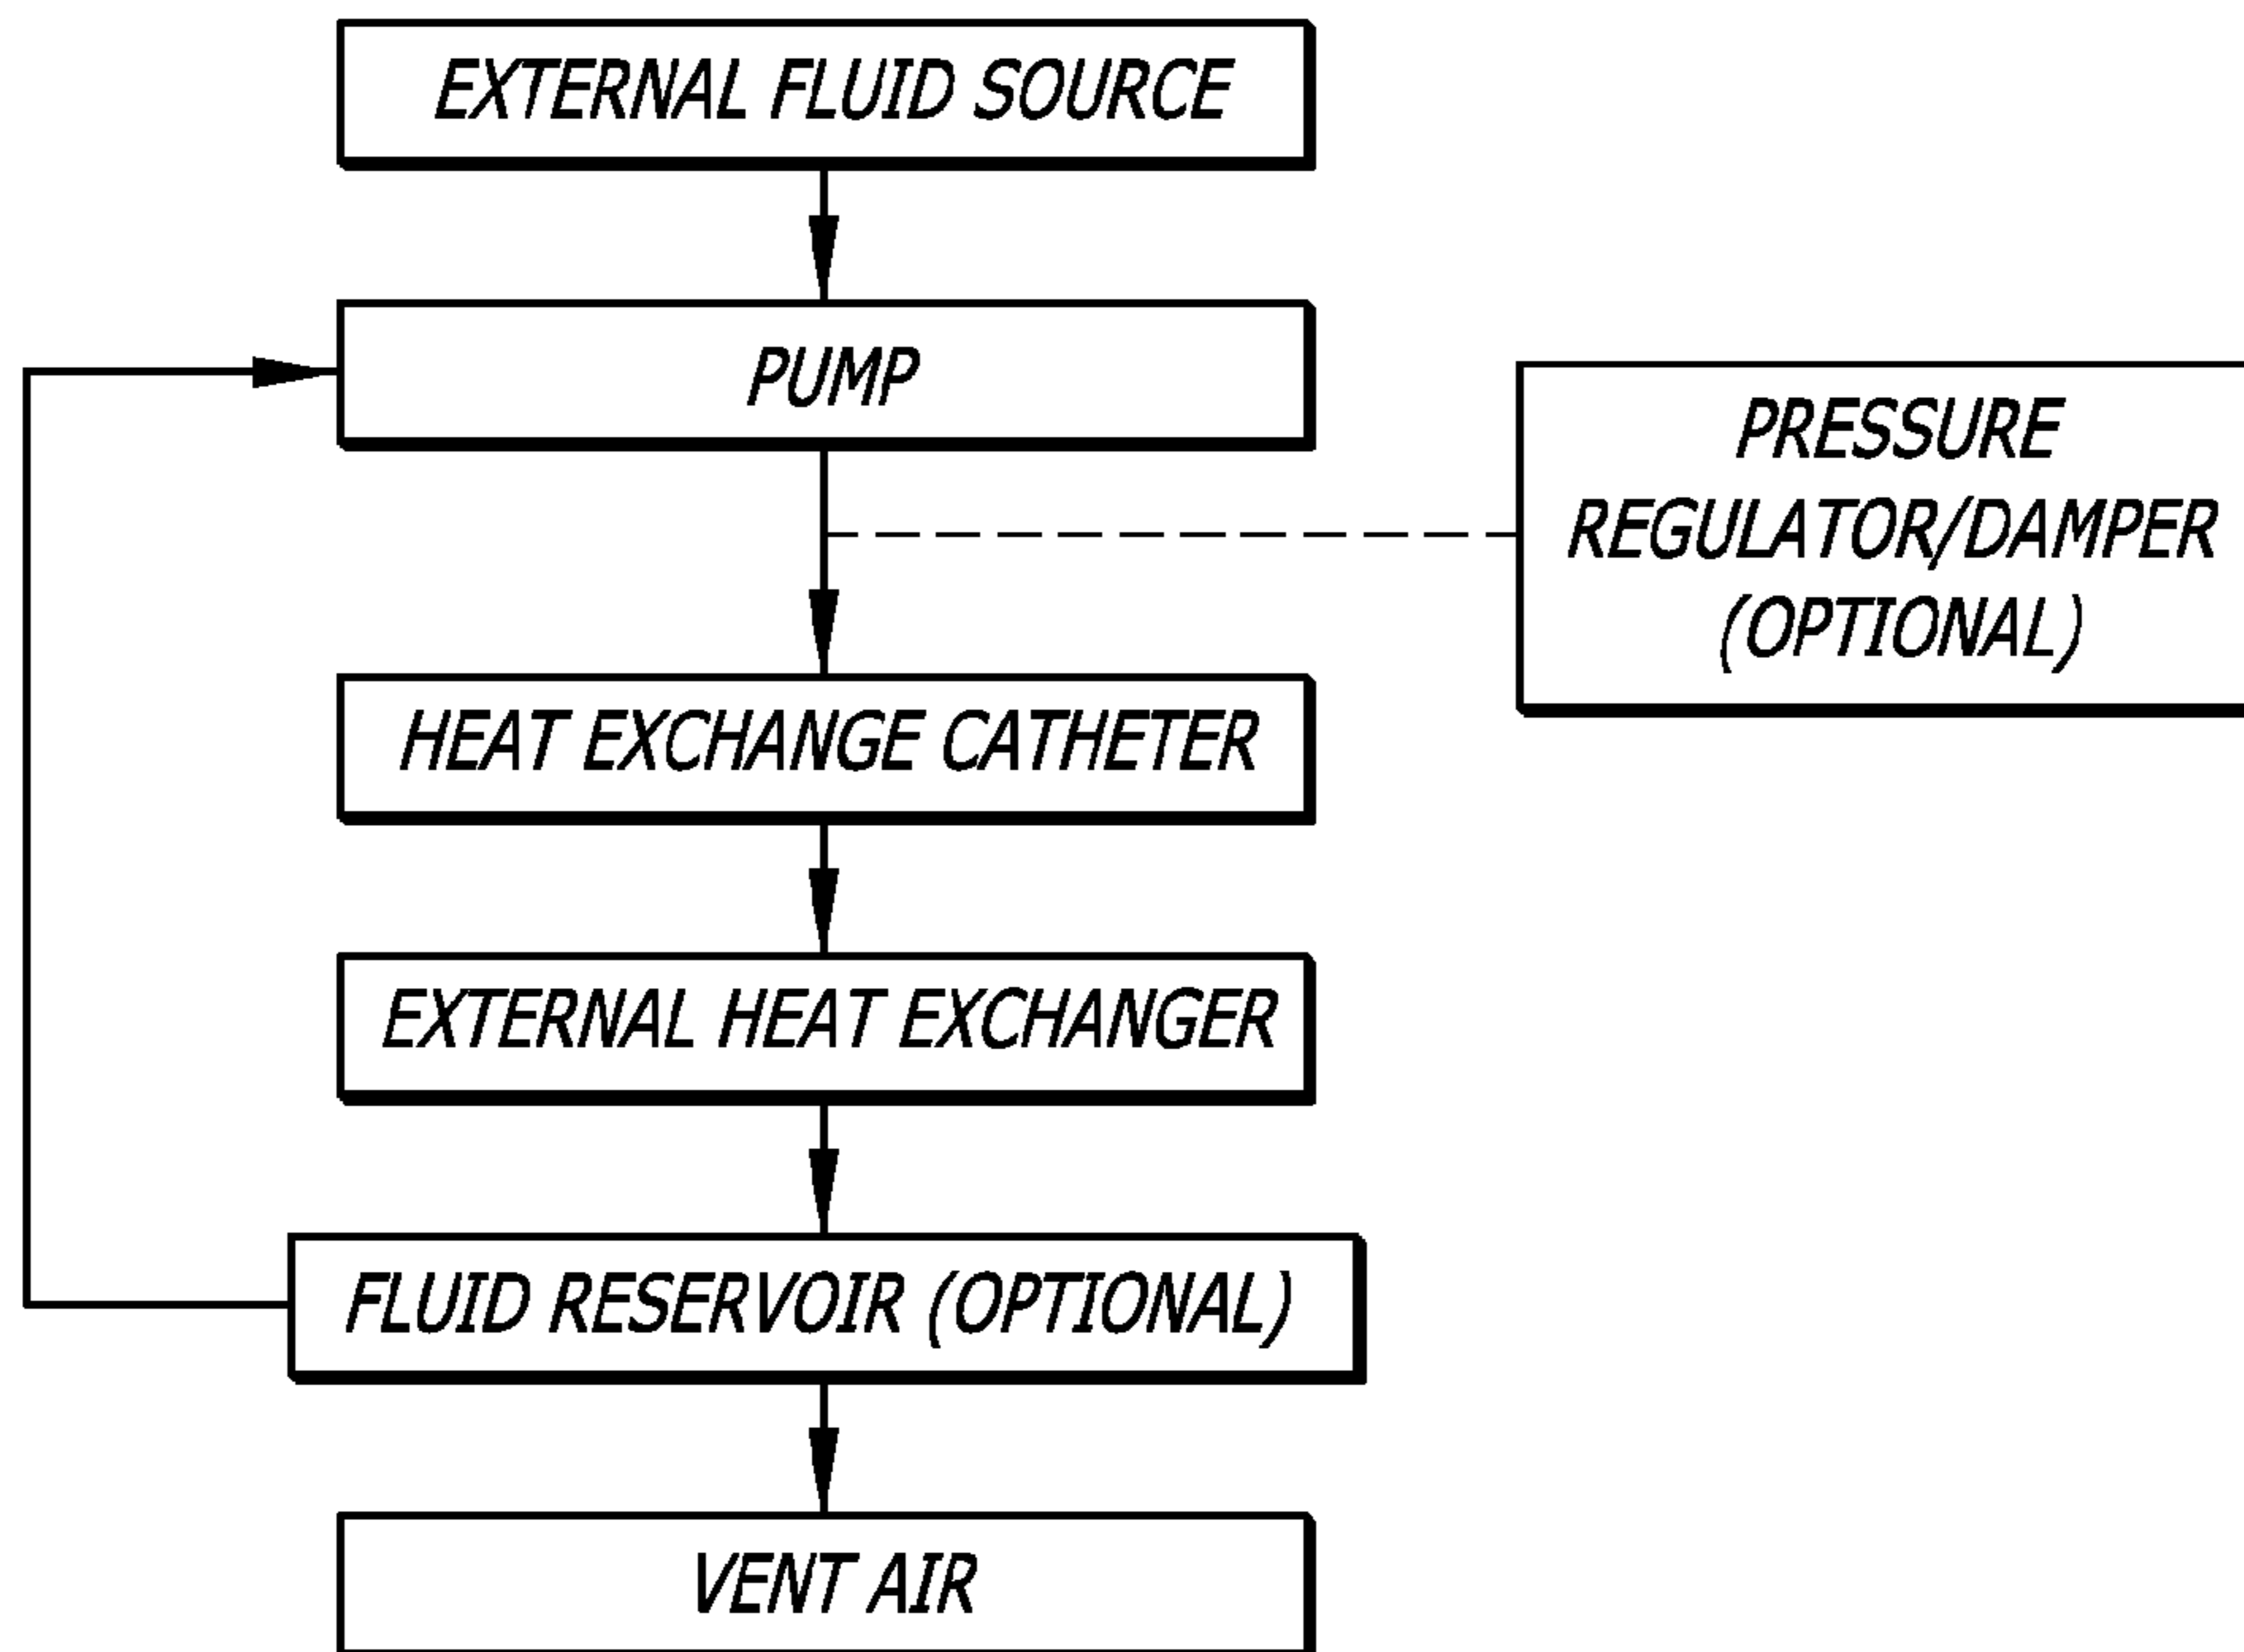 EXTERNAL FLUID SOURCE
PUMP
PRESSURE
REGULATOR/DAMPER
(OPTIONAL)
HEAT EXCHANGE CATHETER
EXTERNAL HEAT EXCHANGER
FLUID RESERVOIR (OPTIONAL)
VENT AIR